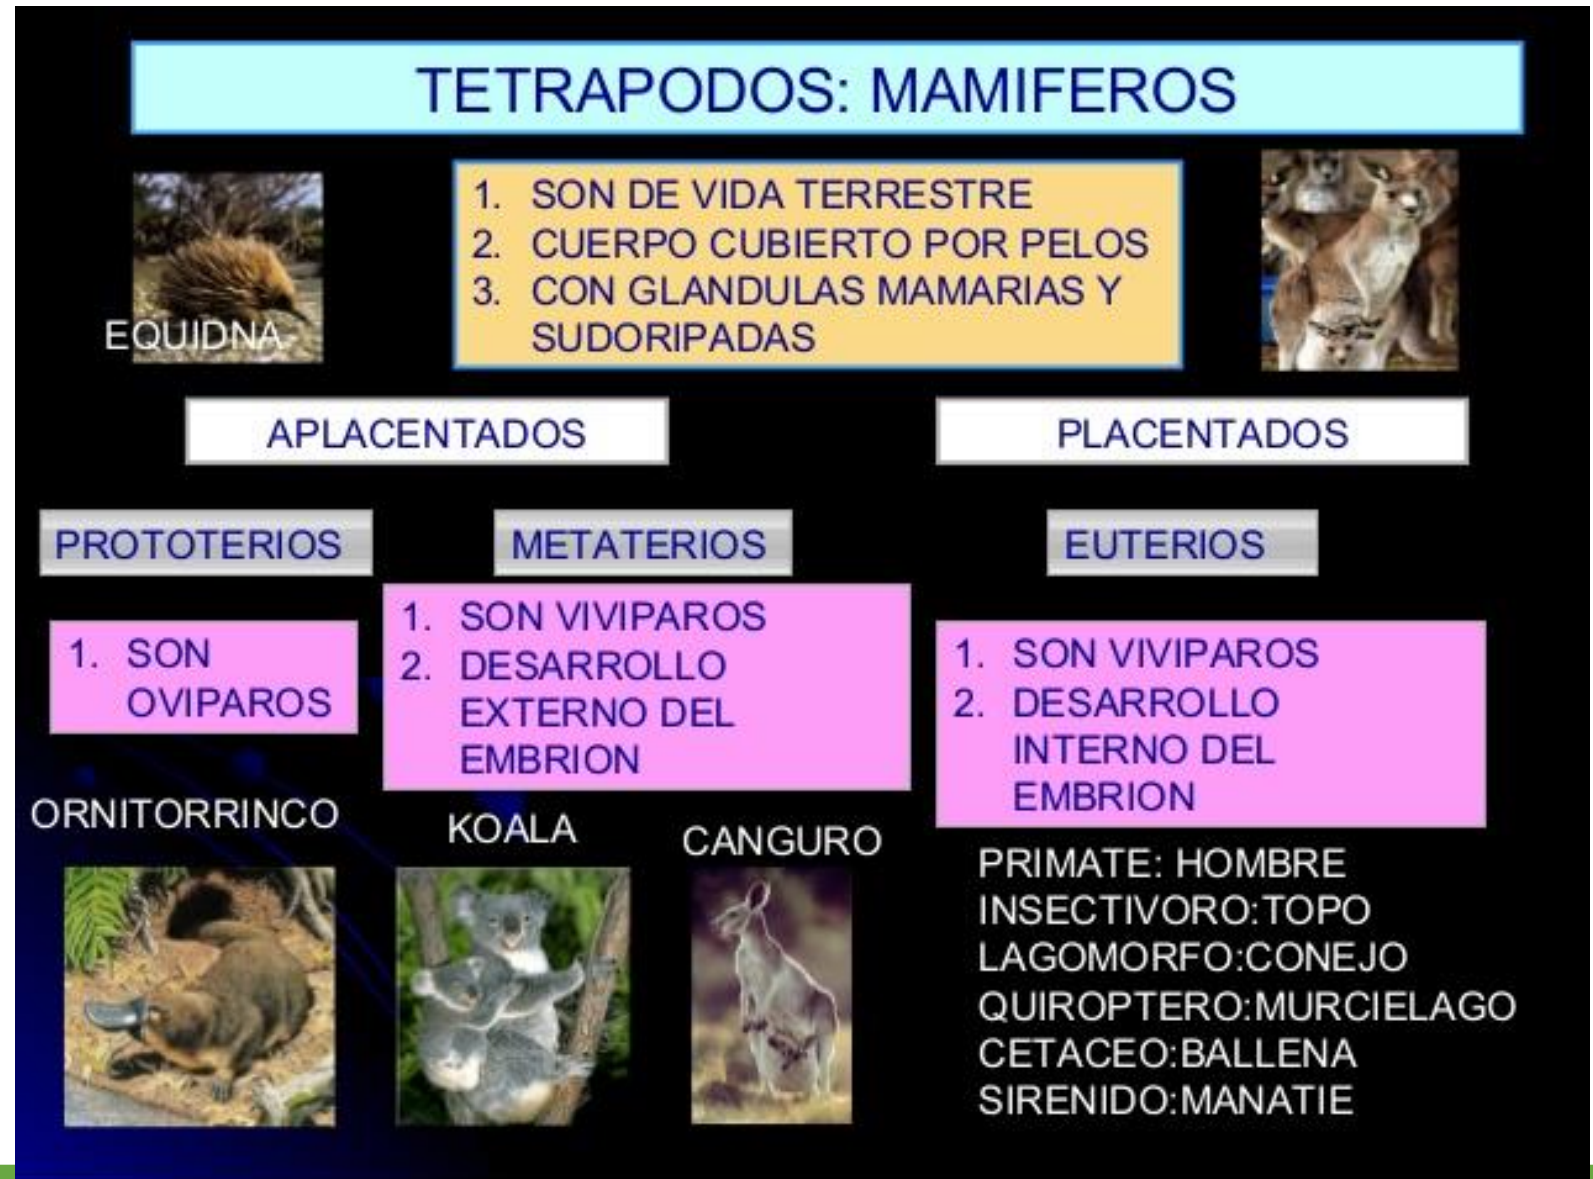 TETRAPODOS: MAMIFEROS
1. SON DE VIDA TERRESTRE
2. CUERPO CUBIERTO POR PELOS
3. CON GLANDULAS MAMARIAS Y
SUDORIPADAS
EQUIDNA
APLACENTADOS
PLACENTADOS
PROTOTERIOS
METATERIOS
EUTERIOS
1. SON
OVIPAROS
1. SON VIVIPAROS
2. DESARROLLO
EXTERNO DEL
EMBRION
1. SON VIVIPAROS
2. DESARROLLO
INTERNO DEL
EMBRION
ORNITORRINCO
KOALA
CANGURO
PRIMATE: HOMBRE
INSECTIVORO:TOPO
LAGOMORFO:CONEJO
QUIROPTERO:MURCIELAGO
CETACEO:BALLENA
SIRENIDO:MANATIE